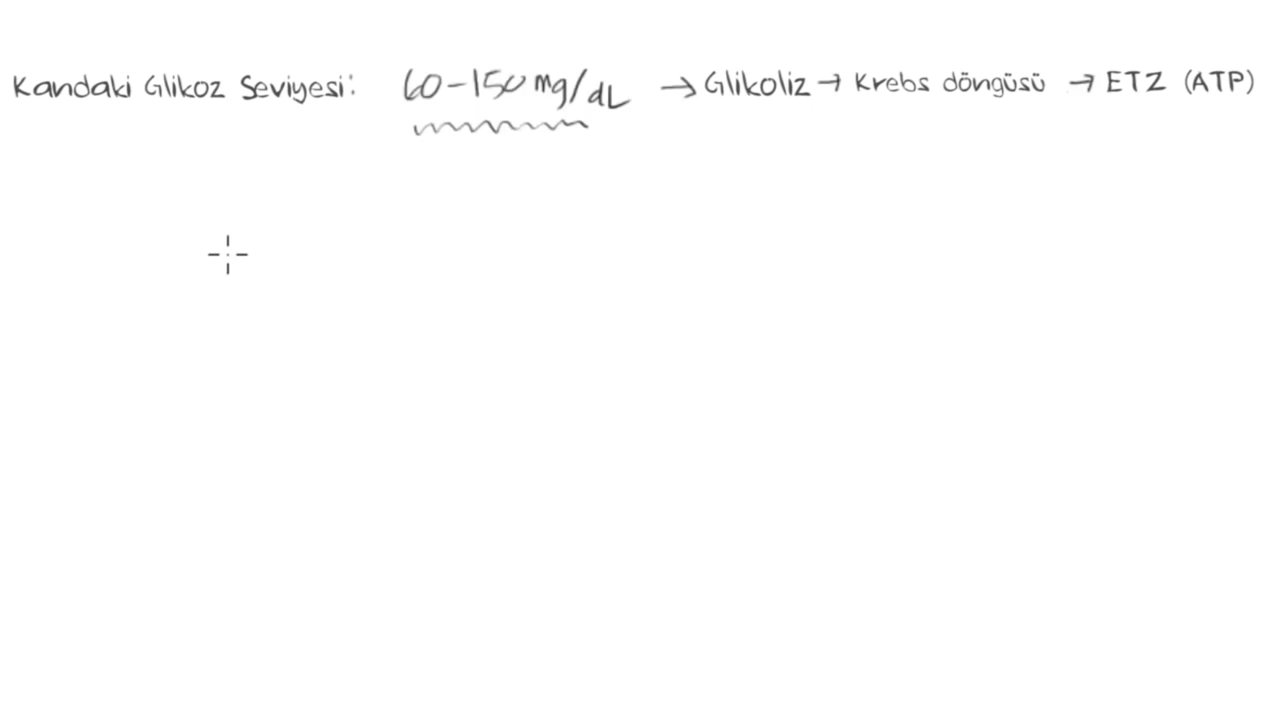 Kandaki Glikoz Seviyesi: 60-150 mg/dL → Glikoliz → Krebs döngüsü → ETZ (ATP)